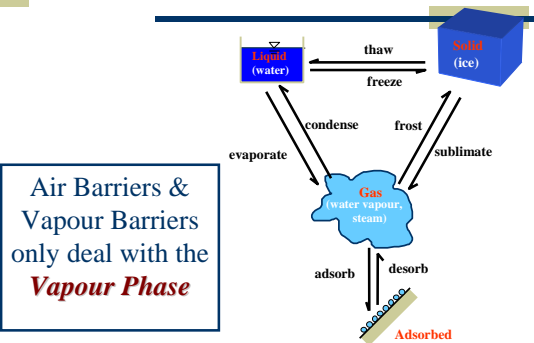 thaw
Liquid
(water)
Solid
(ice)
freeze
condense
frost
evaporate
sublimate
Air Barriers &
Vapour Barriers
only deal with the
Vapour Phase
Gas
(water vapour,
steam)
adsorb
desorb
Adsorbed